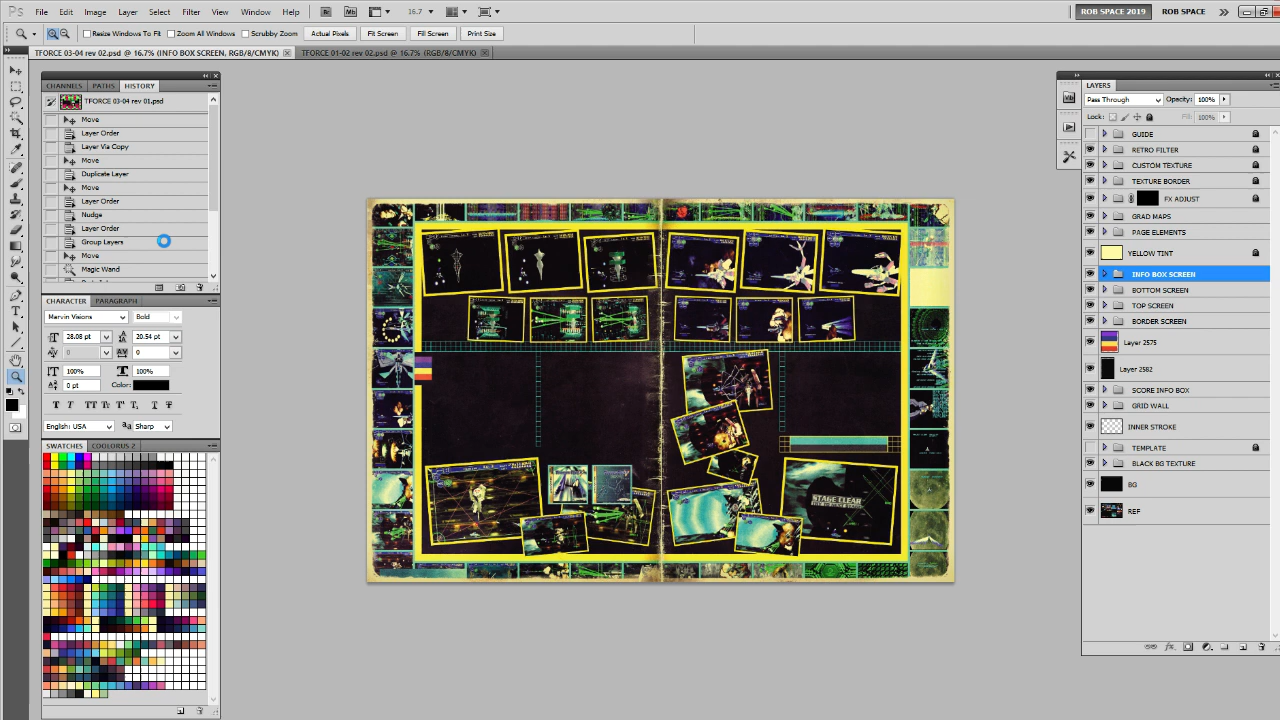 Ps File Edit Image Layer Select Filter View Window Help Br Mb 16.7 ROB SPACE 2019 ROB SPACE
Resize Windows To Fit Zoom All Windows Scrubby Zoom Actual Pixels Fit Screen Fill Screen Print Size
TFORCE 03-04 rev 02.psd @ 16.7% (INFO BOX SCREEN, RGB/8/CMYK) TFORCE 01-02 rev 02.psd @ 16.7% (RGB/8/CMYK)
CHANNELS PATHS HISTORY
TFORCE 03-04 rev 01.psd
Move
Layer Order
Layer Via Copy
Move
Duplicate Layer
Move
Layer Order
Nudge
Layer Order
Group Layers
Move
Magic Wand
CHARACTER PARAGRAPH
Marvin Visions Bold
28.08 pt 20.54 pt
0 0
100% 100%
0 pt Color:
English: USA Sharp
SWATCHES COLOURUS 2
STAGE CLEAR
LAYERS
Pass Through Opacity: 100%
Lock: Fill: 100%
GUIDE
RETRO FILTER
CUSTOM TEXTURE
TEXTURE BORDER
FX ADJUST
GRAD MAPS
PAGE ELEMENTS
YELLOW TINT
INFO BOX SCREEN
BOTTOM SCREEN
TOP SCREEN
BORDER SCREEN
Layer 2575
Layer 2582
SCORE INFO BOX
GRID WALL
INNER STROKE
TEMPLATE
BLACK BG TEXTURE
BG
REF